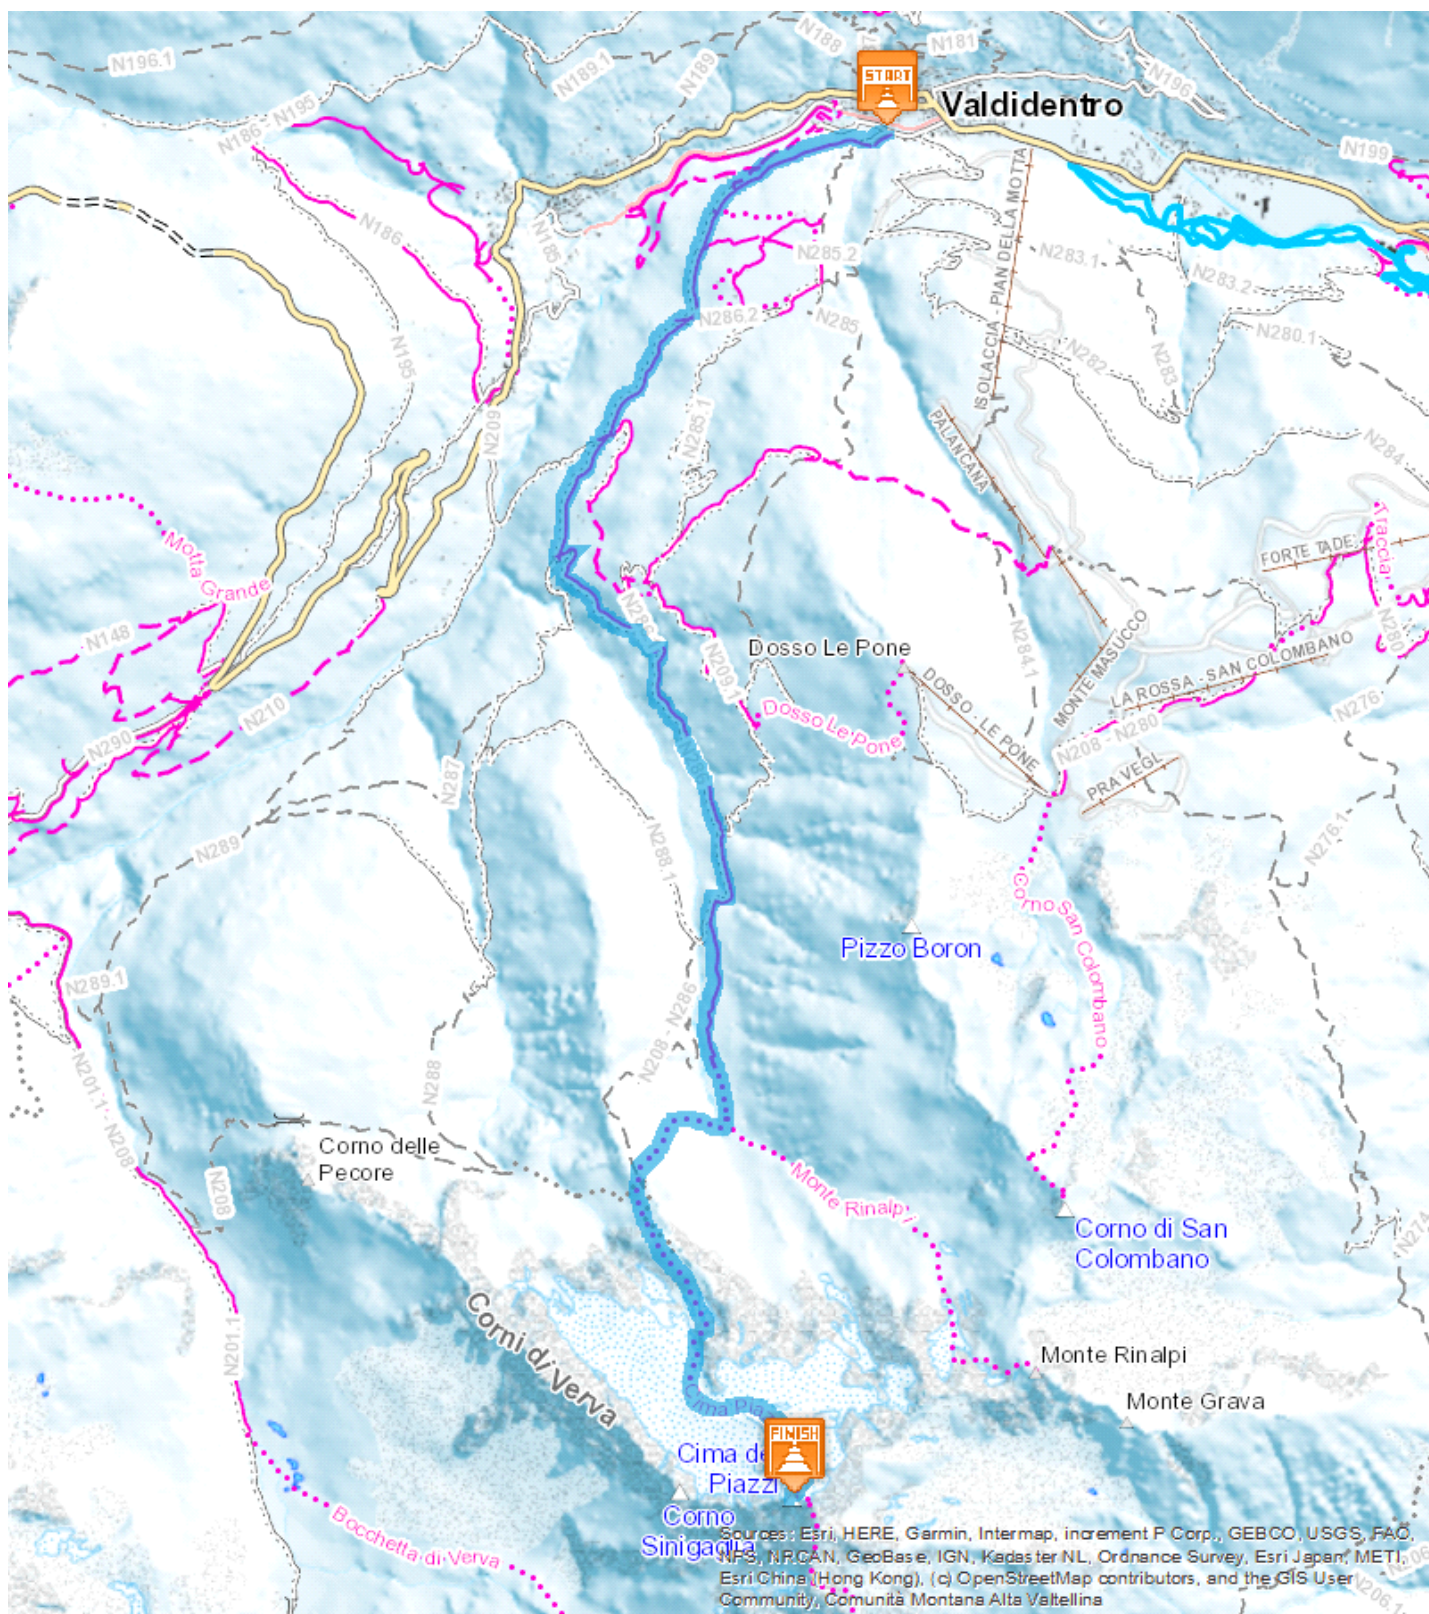 N188
N181
N196.1
N189.1
N189
N196
START
Valdidentro
N186 - N195
N199
N186
N185
N285.2
ISOLACCIA - PIAN DELLA MOTTA
N283.1
N283.2
N286.2
N285
N195
N282
N283
N280.1
N209
N285.1
PALANCANA
N284
Motta
Grande
FORTE TADE
Traccia
N148
N280
Dosso Le Pone
N284.1
MONTE MASUCCO
LA ROSSA - SAN COLOMBANO
N209.1
Dosso Le Pone
DOSSO - LE PONE
N276
N210
N290
N208 - N280
PRA VEGL
N287
N289
N288.1
N276.1
Corno San Colombano
Pizzo Boron
N289.1
N208 - N286
N201.1 - N208
N288
Corno delle
Pecore
Monte Rinalpi
N208
Corno di San
Colombano
N274
Corni di Verva
N201.1
Monte Rinalpi
Cima Pia
Monte Grava
FINISH
Cima de
Piazzi
Corno
Sinigaglia
Bocchetta di Verva
Sources: Esri, HERE, Garmin, Intermap, increment P Corp., GEBCO, USGS, FAO,
NPS, NRCAN, GeoBase, IGN, Kadaster NL, Ordnance Survey, Esri Japan, METI,
Esri China (Hong Kong), (c) OpenStreetMap contributors, and the GIS User
Community, Comunità Montana Alta Valtellina
N206.1